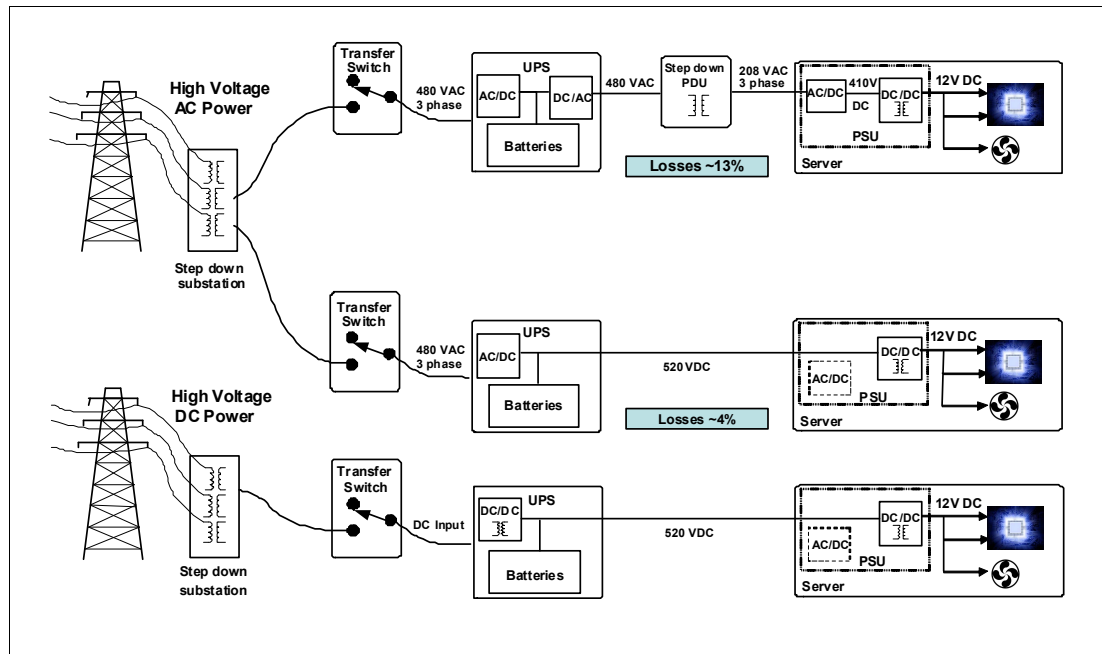 High Voltage
AC Power
Step down
substation
Transfer
Switch
480 VAC
3 phase
UPS
AC/DC
DC/AC
Batteries
480 VAC
Step down
PDU
208 VAC
3 phase
AC/DC
410V
DC
DC/DC
PSU
12V DC
Server
Losses ~13%
Transfer
Switch
480 VAC
3 phase
UPS
AC/DC
Batteries
520VDC
AC/DC
DC/DC
PSU
12V DC
Server
Losses ~4%
High Voltage
DC Power
Step down
substation
Transfer
Switch
DC Input
UPS
DC/DC
Batteries
520 VDC
AC/DC
DC/DC
PSU
12V DC
Server